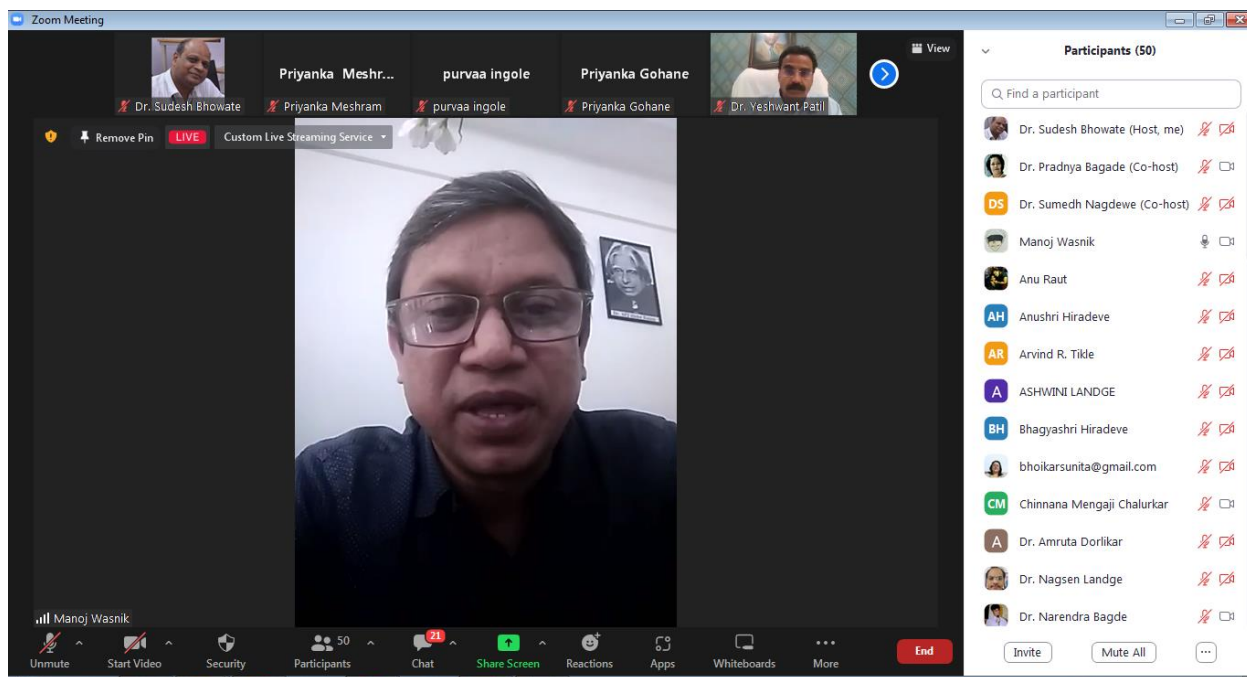 Zoom Meeting
Priyanka Meshr...
purvaa ingole
Priyanka Gohane
View
Dr. Sudesh Bhowate
Priyanka Meshram
purvaa ingole
Priyanka Gohane
Dr. Yeshwant Patil
Remove Pin
LIVE
Custom Live Streaming Service
Manoj Wasnik
Unmute
Start Video
Security
50
Participants
21
Chat
Share Screen
Reactions
Apps
Whiteboards
More
End
Participants (50)
Find a participant
Dr. Sudesh Bhowate (Host, me)
Dr. Pradnya Bagade (Co-host)
DS
Dr. Sumedh Nagdewe (Co-host)
Manoj Wasnik
Anu Raut
AH
Anushri Hiradeve
AR
Arvind R. Tikle
A
ASHWINI LANDGE
BH
Bhagyashri Hiradeve
bhoikarsunita@gmail.com
CM
Chinnana Mengaji Chalurkar
A
Dr. Amruta Dorlikar
Dr. Nagsen Landge
Dr. Narendra Bagde
Invite
Mute All
...